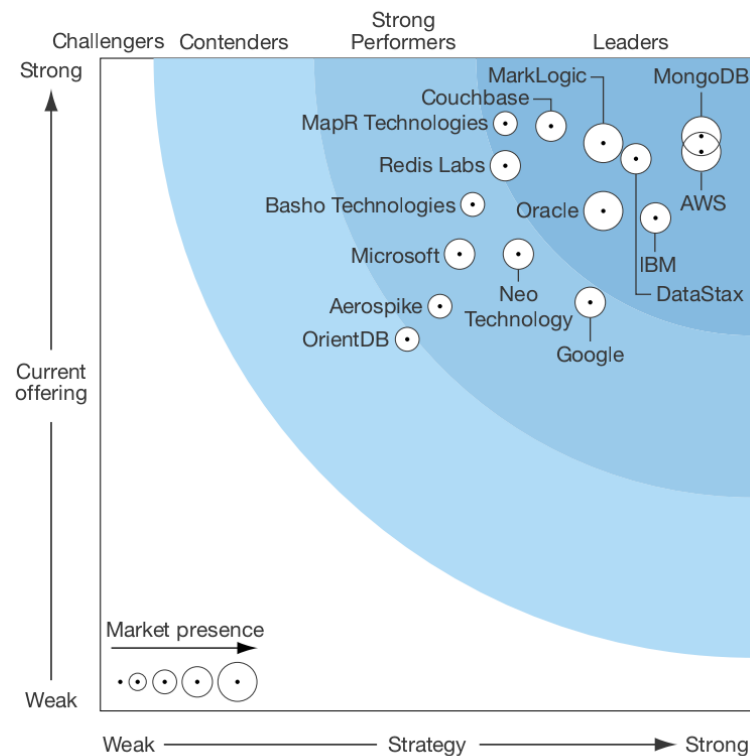 Challengers
Contenders
Strong
Performers
Leaders
Strong
MarkLogic
MongoDB
Couchbase
MapR Technologies
Redis Labs
Basho Technologies
Oracle
AWS
Microsoft
IBM
Neo
Technology
DataStax
Aerospike
OrientDB
Google
Current
offering
Market presence
Weak
Weak
Strategy
Strong